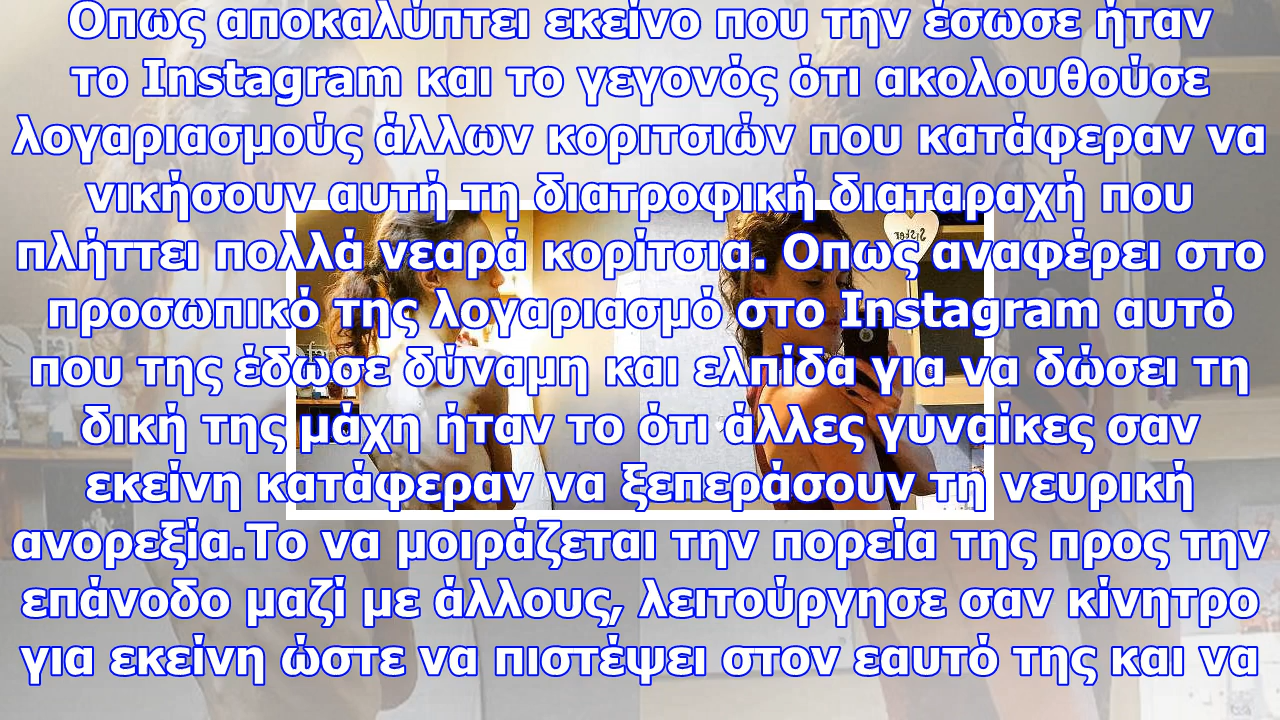 Οπως αποκαλύπτει εκείνο που την έσωσε ήταν
το Instagram και το γεγονός ότι ακολουθούσε
λογαριασμούς άλλων κοριτσιών που κατάφεραν να
νικήσουν αυτή τη διατροφική διαταραχή που
πλήττει πολλά νεαρά κορίτσια. Οπως αναφέρει στο
προσωπικό της λογαριασμό στο Instagram αυτό
που της έδωσε δύναμη και ελπίδα για να δώσει τη
δική της μάχη ήταν το ότι άλλες γυναίκες σαν
εκείνη κατάφεραν να ξεπεράσουν τη νευρική
ανορεξία.Το να μοιράζεται την πορεία της προς την
επάνοδο μαζί με άλλους, λειτούργησε σαν κίνητρο
για εκείνη ώστε να πιστέψει στον εαυτό της και να
Sister